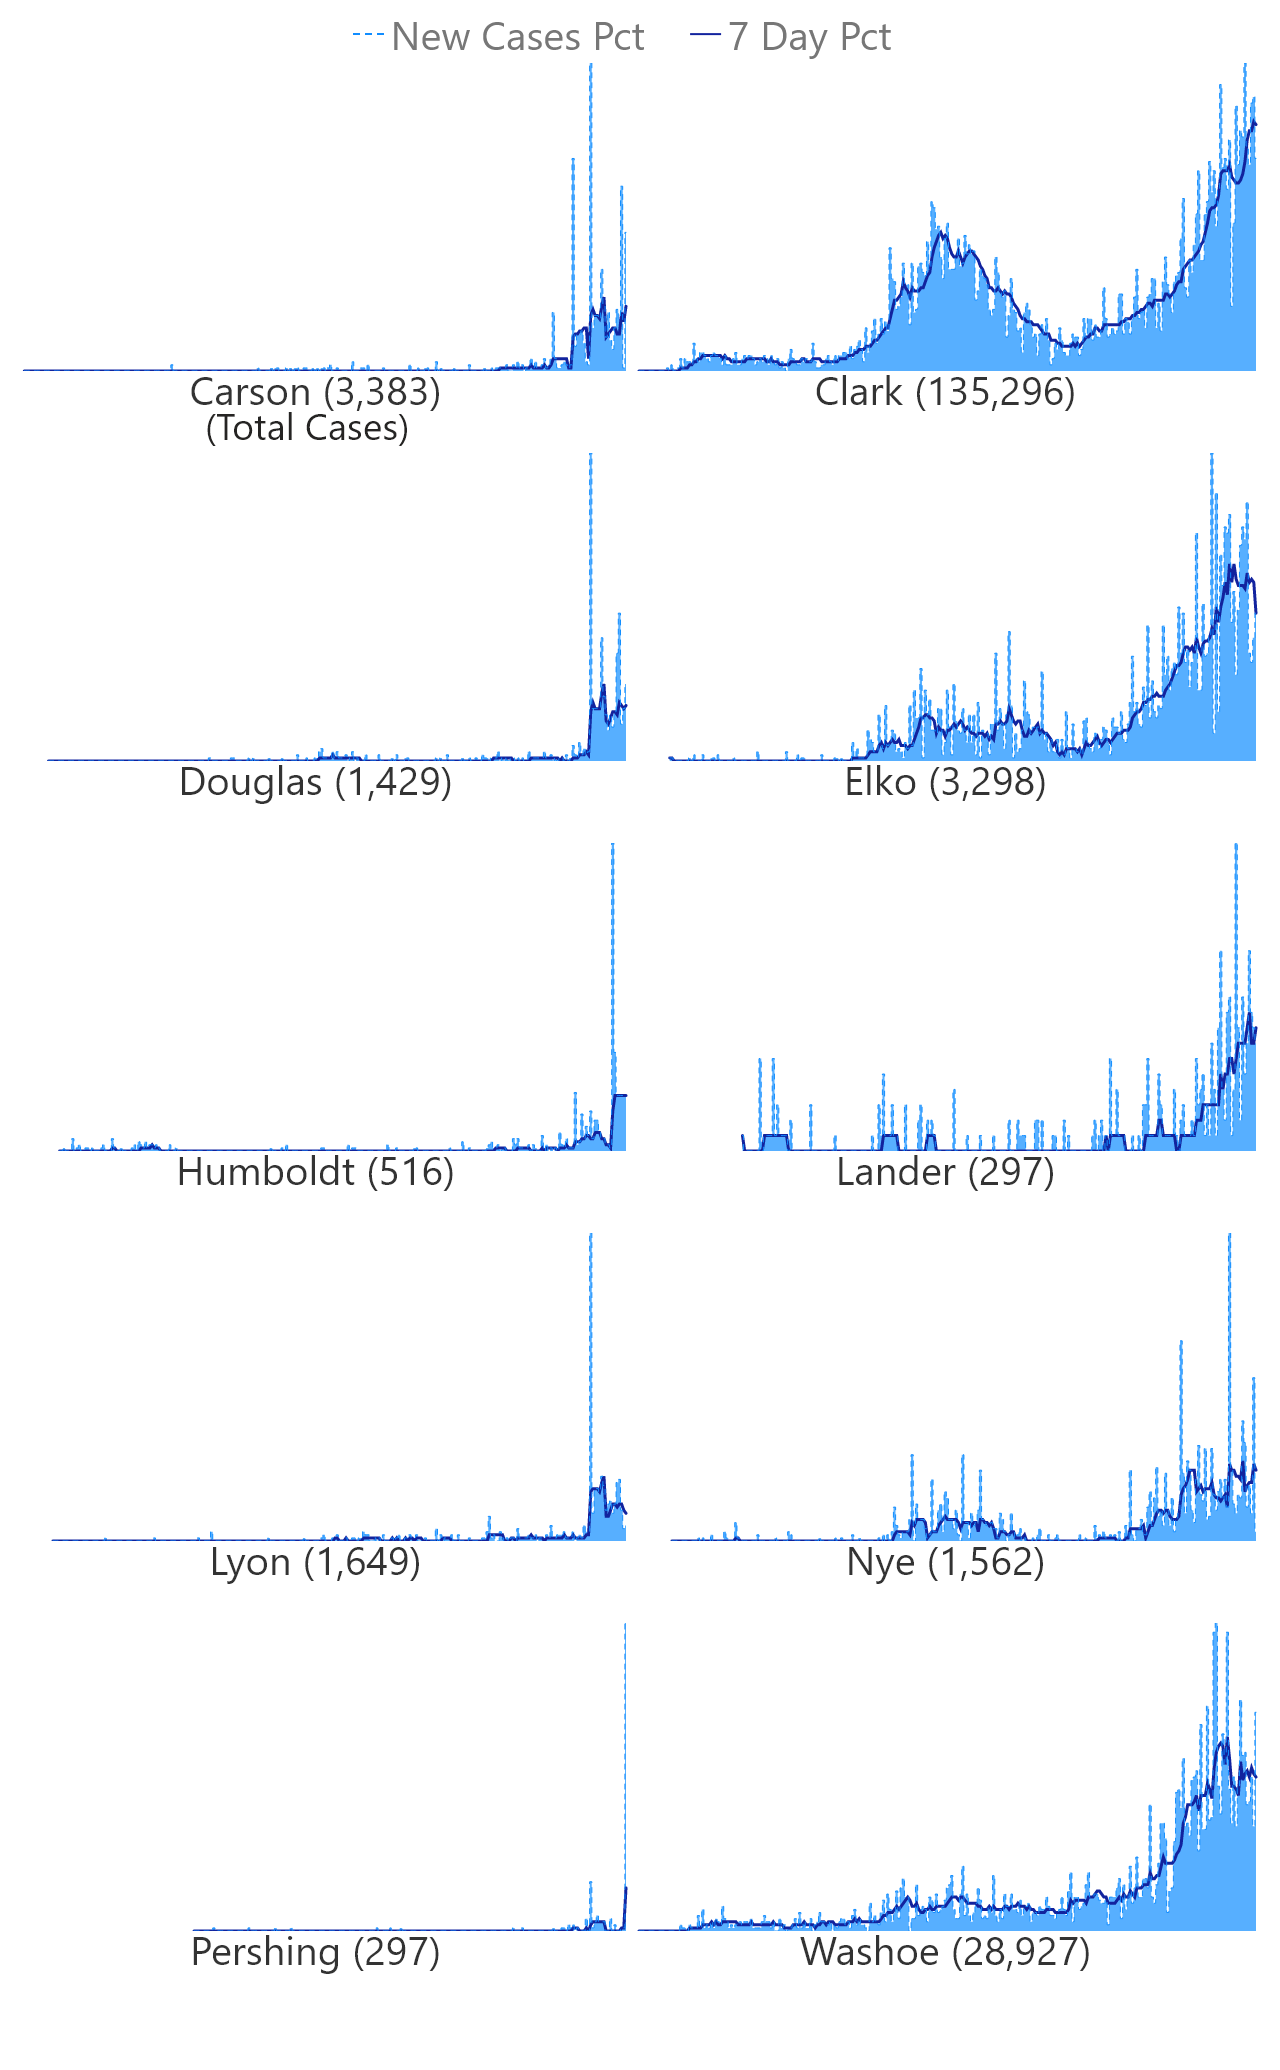 New Cases Pct 7 Day Pct
Carson (3,383) Clark (135,296)
(Total Cases)
Douglas (1,429) Elko (3,298)
Humboldt (516) Lander (297)
Lyon (1,649) Nye (1,562)
Pershing (297) Washoe (28,927)